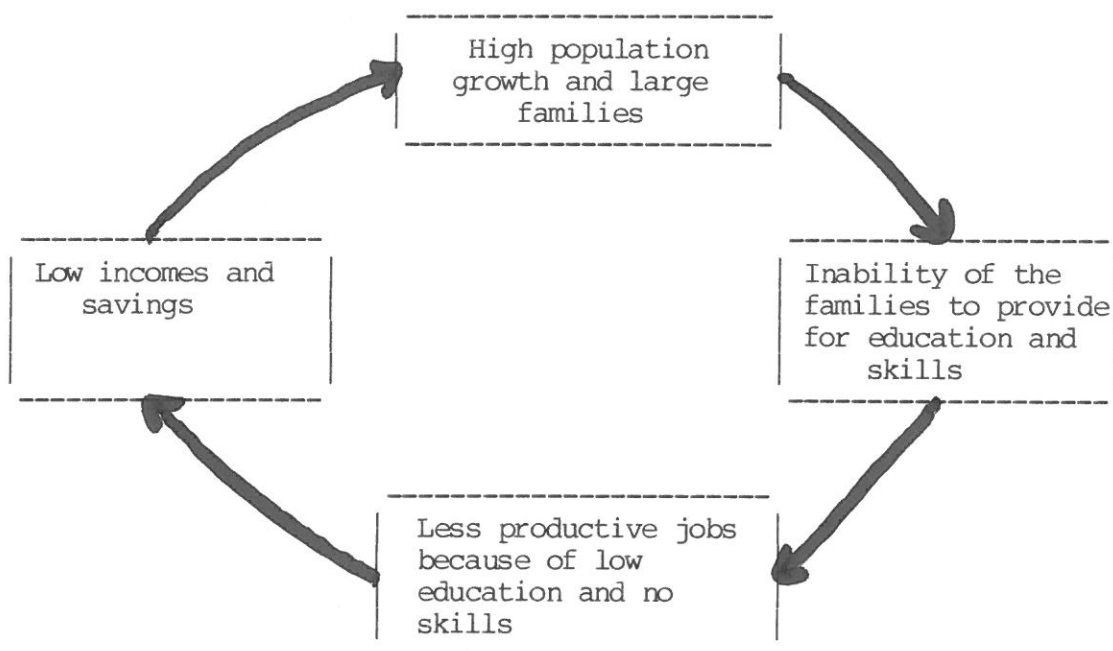 High population
growth and large
families
Low incomes and
savings
Inability of the
families to provide
for education and
skills
Less productive jobs
because of low
education and no
skills